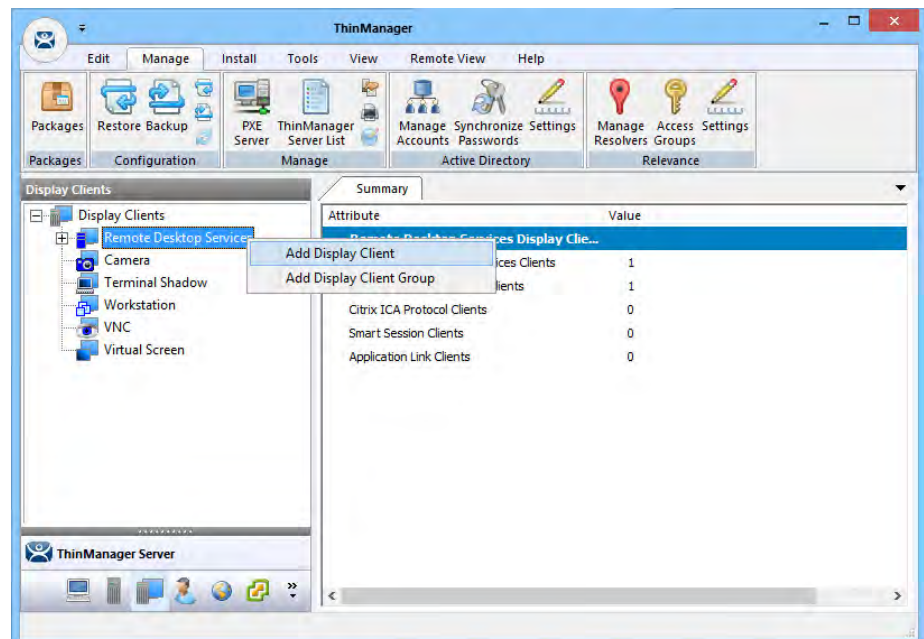 ThinManager
Edit Manage Install Tools View Remote View Help
Packages Restore Backup PXE Server ThinManager Server List Manage Accounts Synchronize Passwords Settings Manage Resolvers Access Groups Settings
Packages Configuration Manage Active Directory Relevance
Display Clients
Summary
Display Clients
Attribute Value
Remote Desktop Services
Display Clie...
Add Display Client
Add Display Client Group
Camera
Clients 1
Terminal Shadow
1
Workstation
Citrix ICA Protocol Clients 0
VNC
Smart Session Clients 0
Virtual Screen
Application Link Clients 0
ThinManager Server